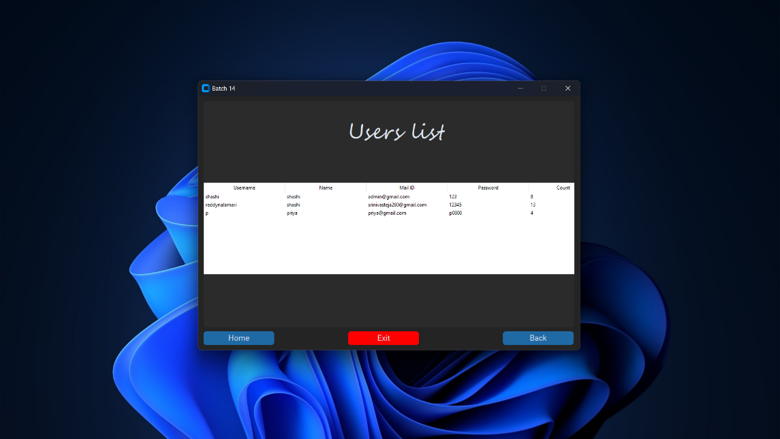 Batch 14
Users list
Username Name Mail ID Password Count
shashi shashi admin@gmail.com 123 8
reddynalamari shashi srinivasteja280@gmail.com 12345 13
p priya priya@gmail.com p0000 4
Home Exit Back